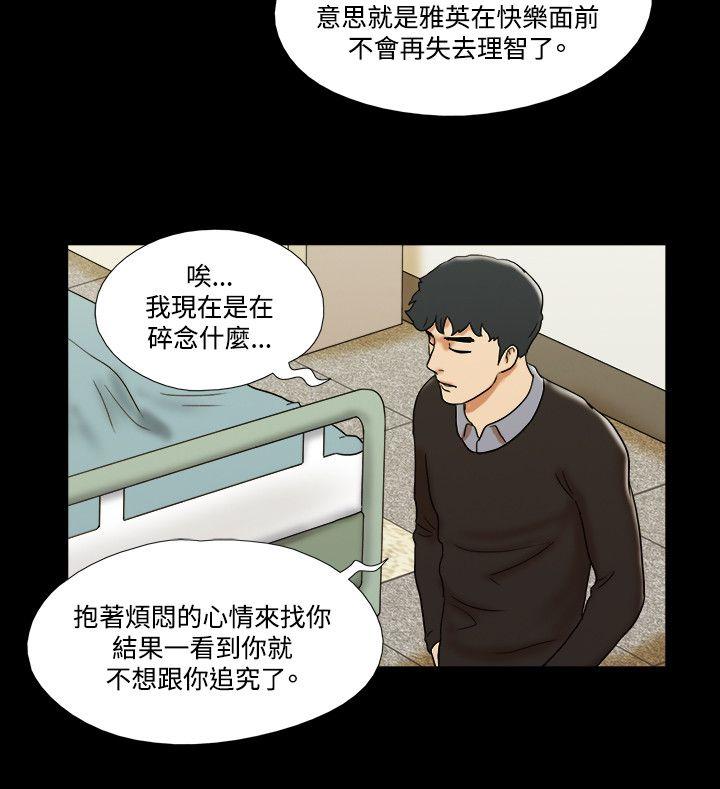 意思就是雅英在快樂面前
不會再失去理智了。
唉...
我現在是在
碎念什麼...
抱著煩悶的心情來找你
結果一看到你就
不想跟你追究了。